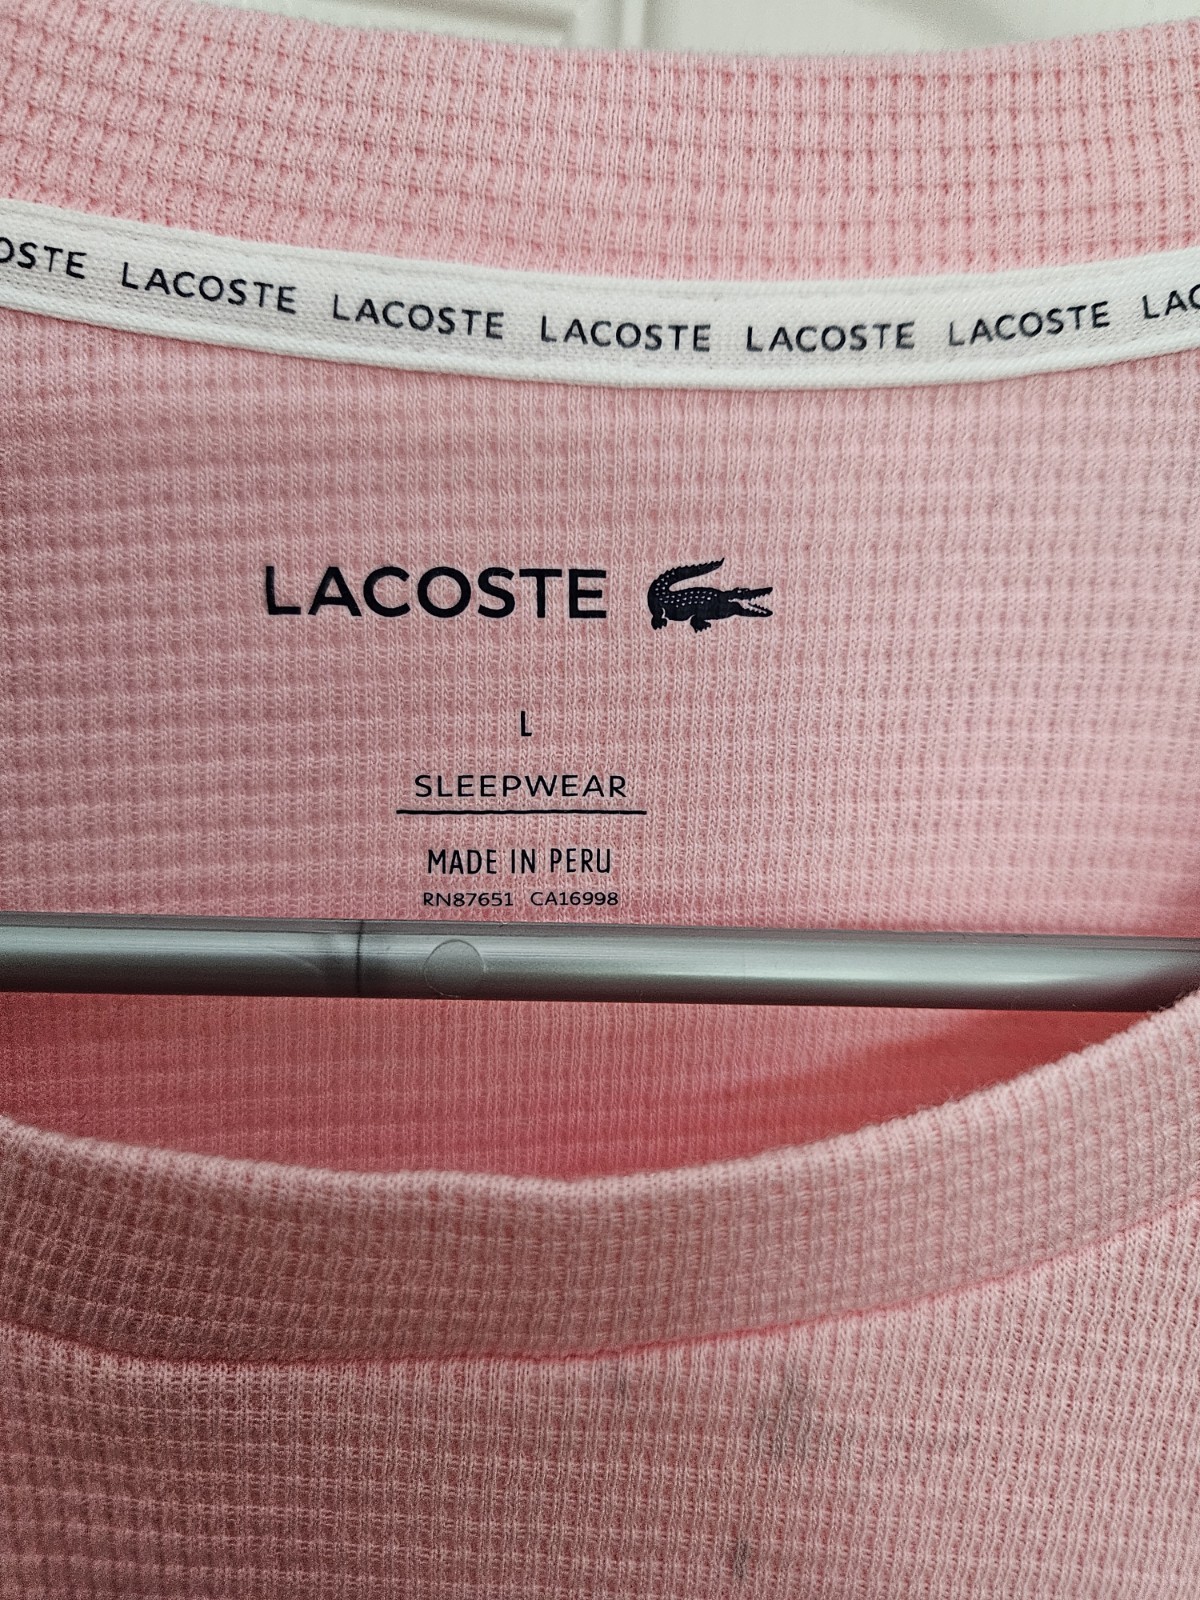 OSTE LACOSTE LACOSTE LACOSTE LACOSTE LACOSTE LAC
LACOSTE
L
SLEEPWEAR
MADE IN PERU
RN87651 CA16998